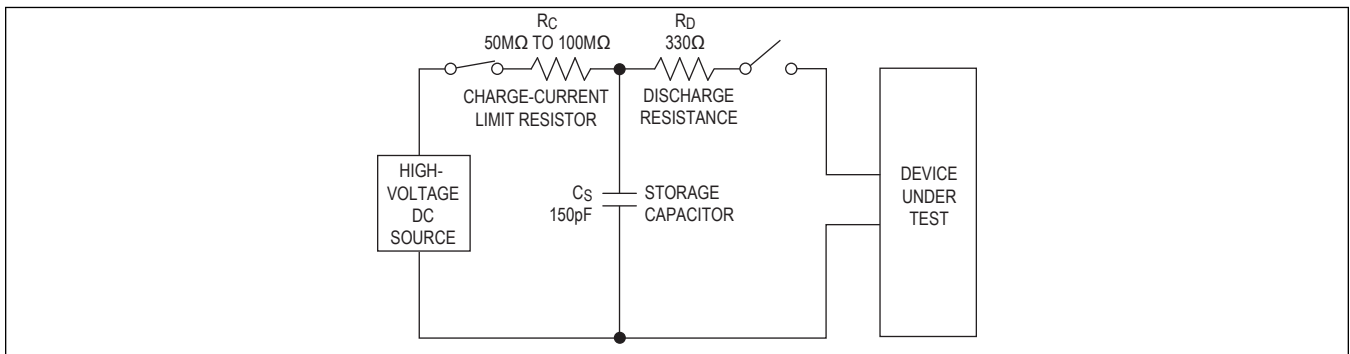 RC
50MΩ TO 100MΩ
CHARGE-CURRENT
LIMIT RESISTOR
RD
330Ω
DISCHARGE
RESISTANCE
HIGH-
VOLTAGE
DC
SOURCE
CS
150pF
STORAGE
CAPACITOR
DEVICE
UNDER
TEST